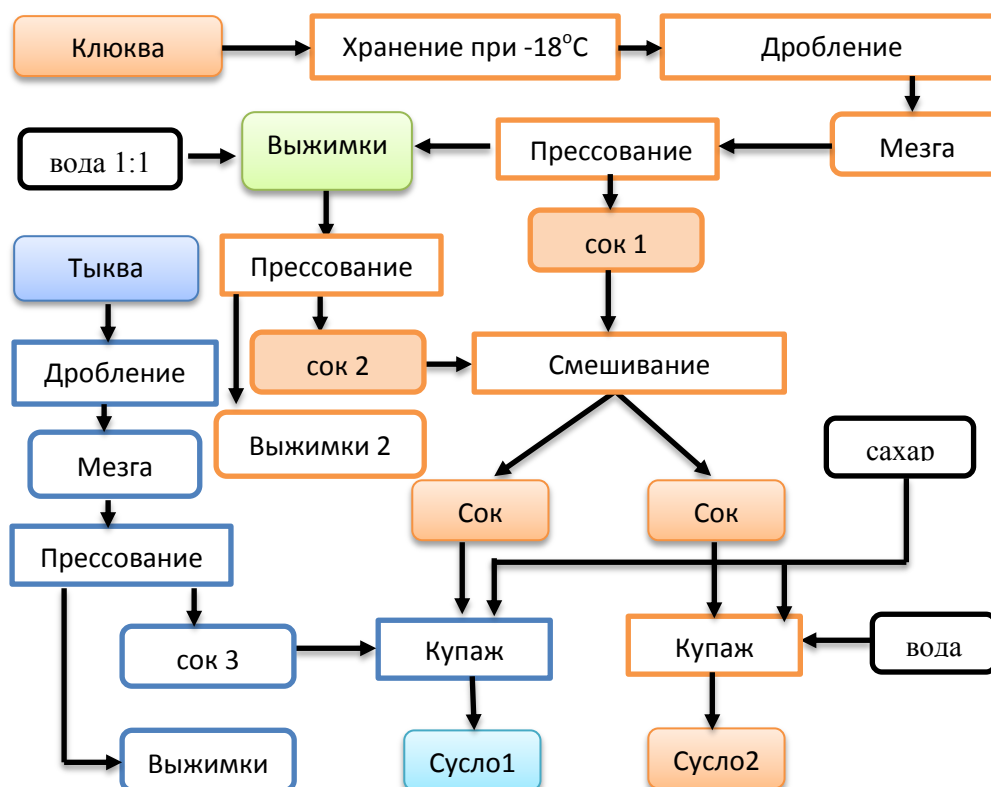 Клюква
Хранение при -18°С
Дробление
вода 1:1
Выжимки
Прессование
Мезга
сок 1
Тыква
Прессование
Дробление
сок 2
Смешивание
Выжимки 2
Мезга
сахар
Сок
Сок
Прессование
сок 3
Купаж
Купаж
вода
Выжимки
Сусло1
Сусло2